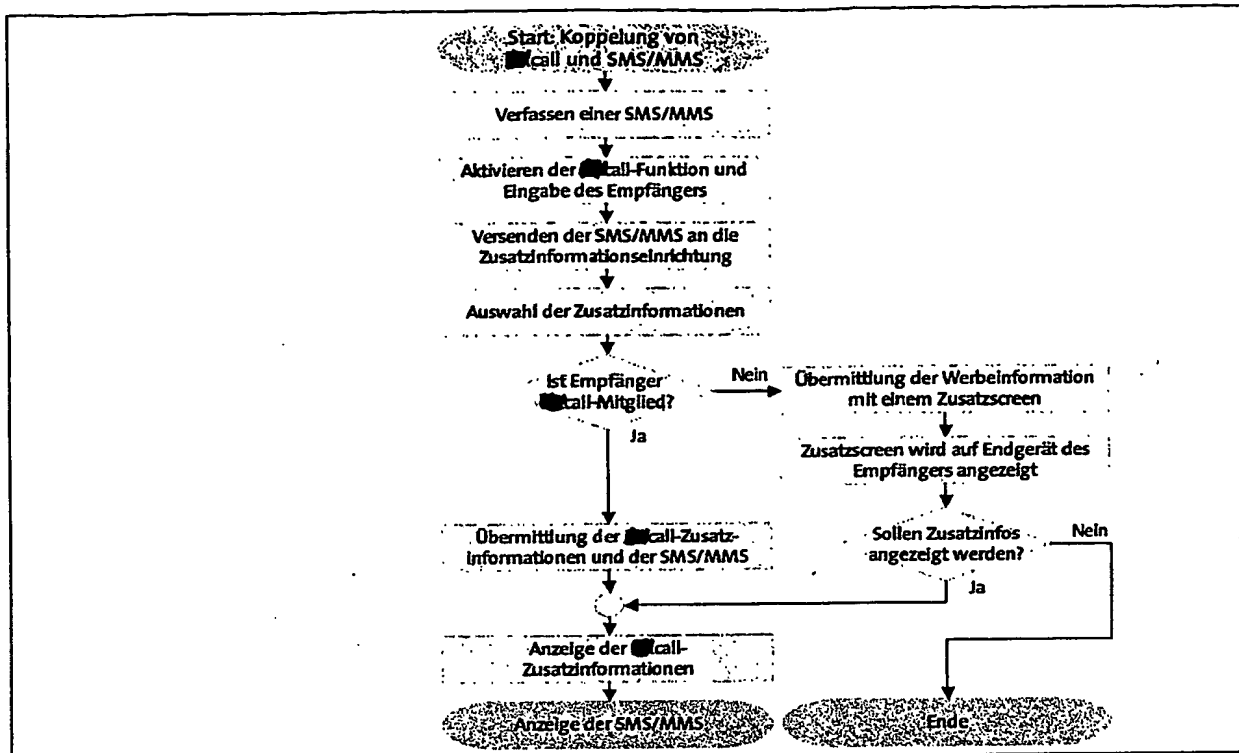 Start: Koppelung von
call und SMS/MMS
Verfassen einer SMS/MMS
Aktivieren der call-Funktion und
Eingabe des Empfängers
Versenden der SMS/MMS an die
Zusatzinformationseinrichtung
Auswahl der Zusatzinformationen
Ist Empfänger
call-Mitglied?
Nein
Ja
Übermittlung der Werbeinformation
mit einem Zusatzscreen
Zusatzscreen wird auf Endgerät des
Empfängers angezeigt
Sollen Zusatzinfos
angezeigt werden?
Nein
Ja
Übermittlung der call-Zusatz-
informationen und der SMS/MMS
Anzeige der call-
Zusatzinformationen
Anzeige der SMS/MMS
Ende